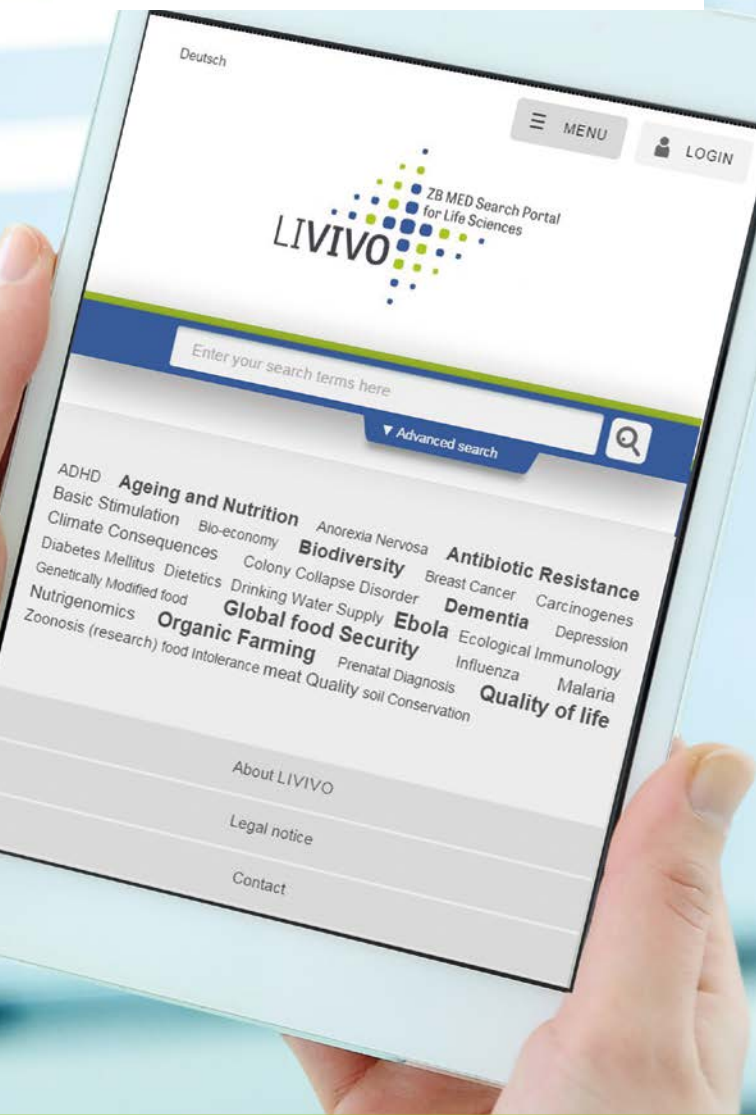 Deutsch
☰ MENU
LOGIN
ZB MED Search Portal
for Life Sciences
LIVIVO
Enter your search terms here
▼ Advanced search
ADHD Ageing and Nutrition Anorexia Nervosa Antibiotic Resistance
Basic Stimulation Bio-economy Biodiversity Breast Cancer Carcinogenes
Climate Consequences Colony Collapse Disorder Dementia Depression
Diabetes Mellitus Dietetics Drinking Water Supply Ebola Ecological Immunology
Genetically Modified food Global food Security Influenza Malaria
Nutrigenomics Organic Farming Prenatal Diagnosis Quality of life
Zoonosis (research) food Intolerance meat Quality soil Conservation
About LIVIVO
Legal notice
Contact